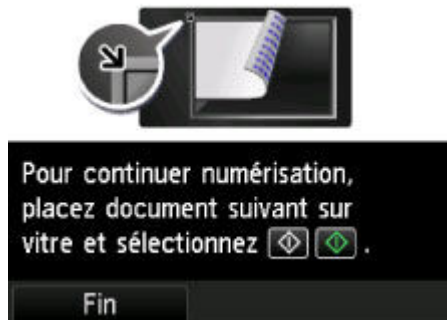 Pour continuer numérisation,
placez document suivant sur
vitre et sélectionnez .
Fin